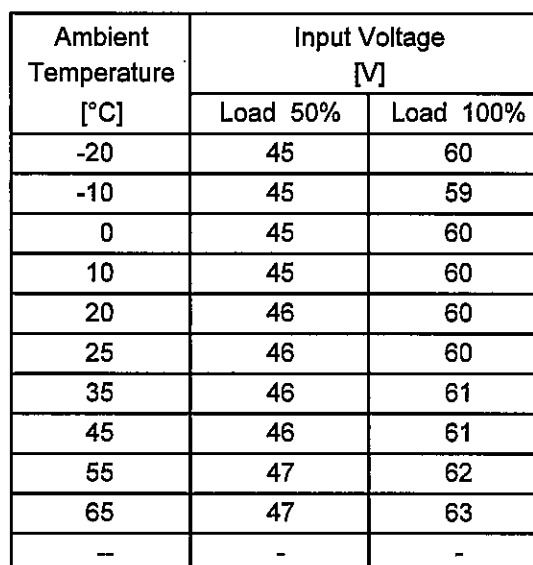 Ambient Temperature [°C] Input Voltage [V]
Load 50% Load 100%
-20 45 60
-10 45 59
0 45 60
10 45 60
20 46 60
25 46 60
35 46 61
45 46 61
55 47 62
65 47 63
-- - -